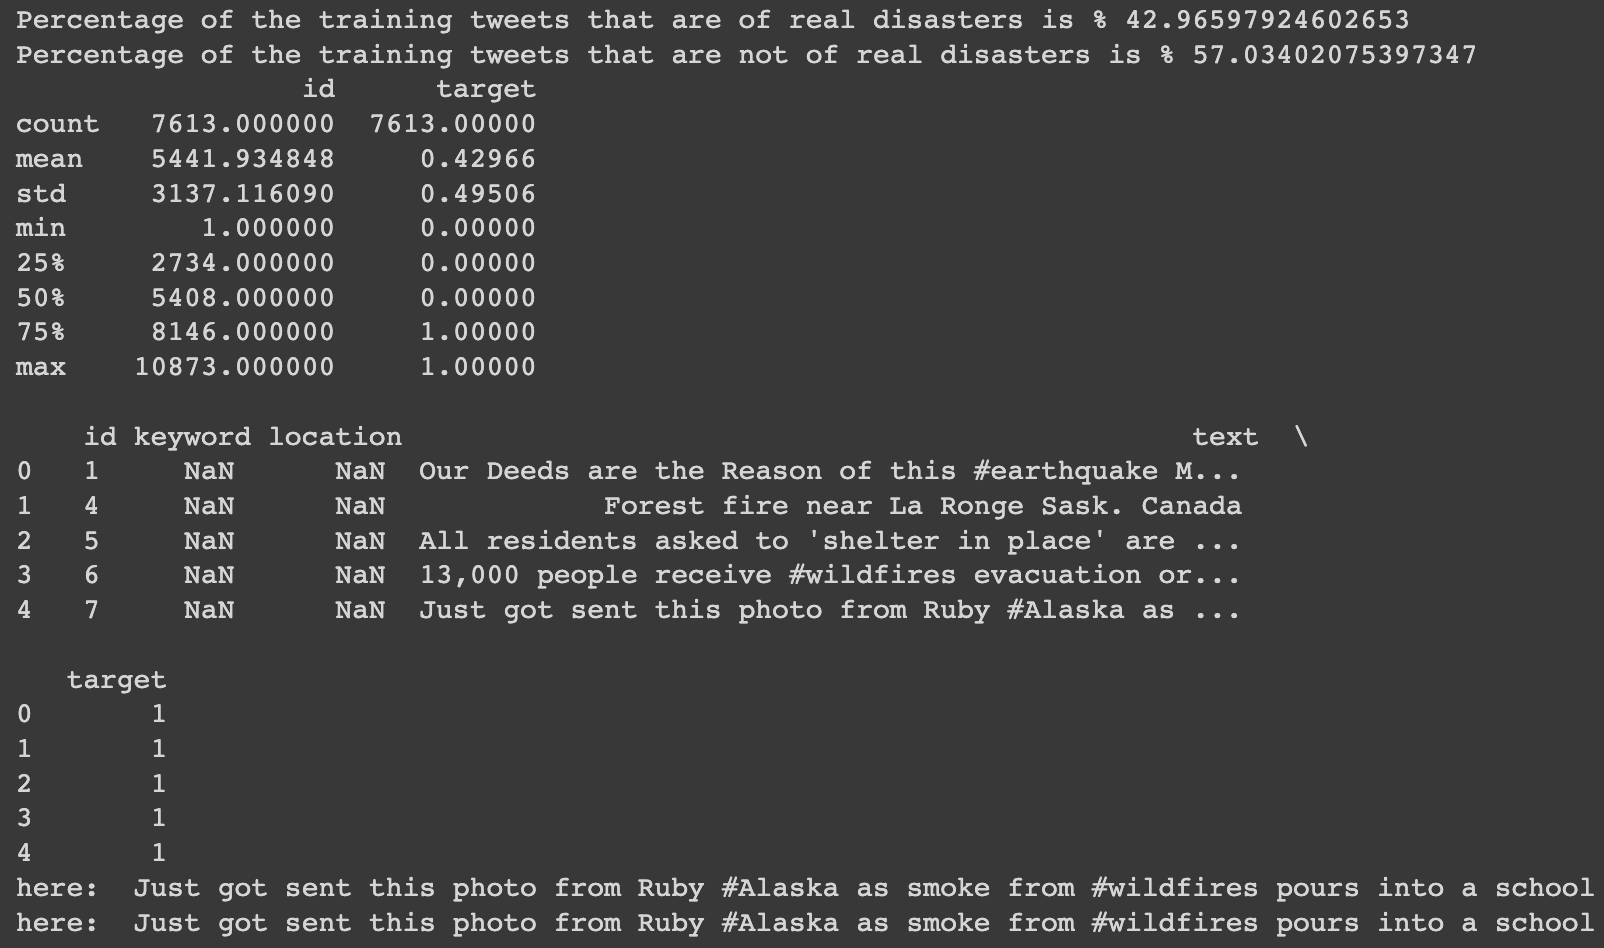 Percentage of the training tweets that are of real disasters is % 42.96597924602653
Percentage of the training tweets that are not of real disasters is % 57.03402075397347
id target
count 7613.000000 7613.00000
mean 5441.934848 0.42966
std 3137.116090 0.49506
min 1.000000 0.00000
25% 2734.000000 0.00000
50% 5408.000000 0.00000
75% 8146.000000 1.00000
max 10873.000000 1.00000
id keyword location text \
0 1 NaN NaN Our Deeds are the Reason of this #earthquake M...
1 4 NaN NaN Forest fire near La Ronge Sask. Canada
2 5 NaN NaN All residents asked to 'shelter in place' are ...
3 6 NaN NaN 13,000 people receive #wildfires evacuation or...
4 7 NaN NaN Just got sent this photo from Ruby #Alaska as ...
target
0 1
1 1
2 1
3 1
4 1
here: Just got sent this photo from Ruby #Alaska as smoke from #wildfires pours into a school
here: Just got sent this photo from Ruby #Alaska as smoke from #wildfires pours into a school